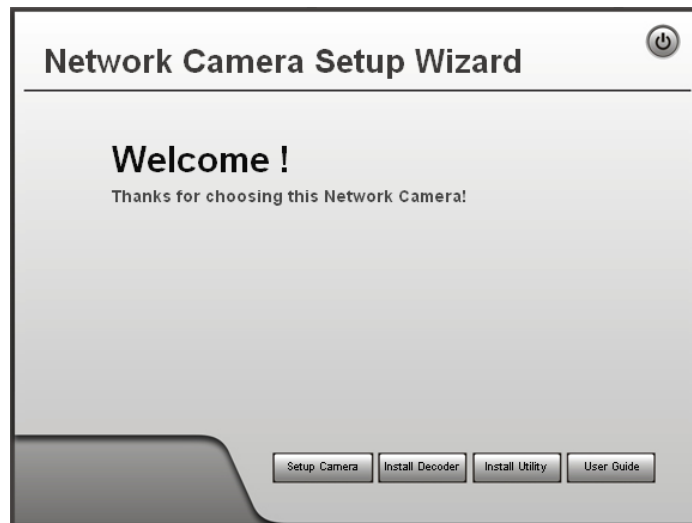 Network Camera Setup Wizard
Welcome !
Thanks for choosing this Network Camera!
Setup Camera
Install Decoder
Install Utility
User Guide